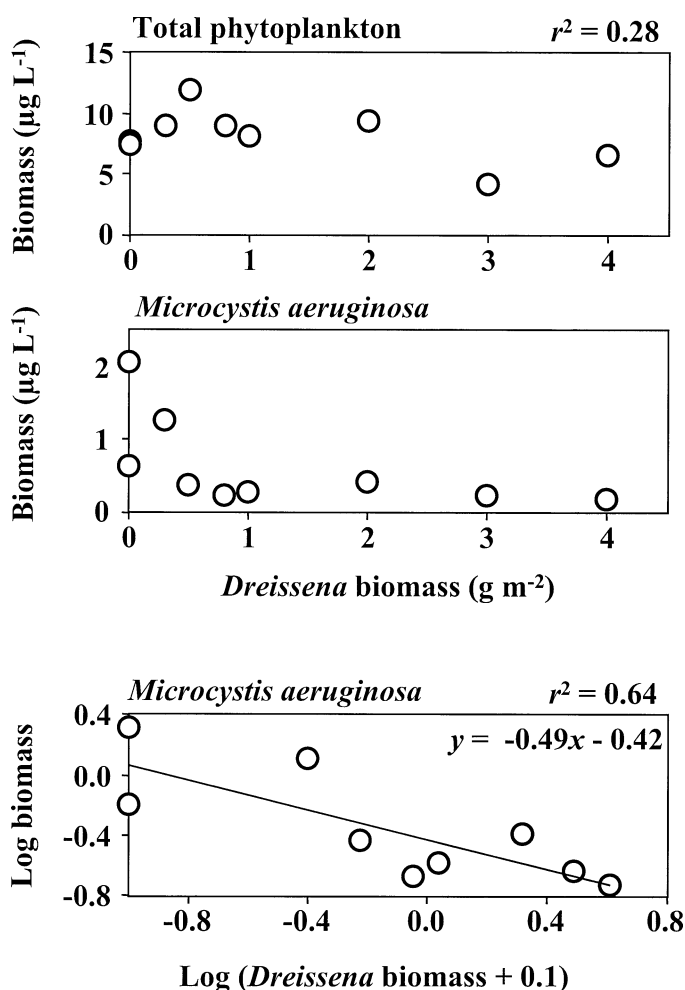 Total phytoplankton r² = 0.28
Biomass (µg L⁻¹)
15
10
5
0
0 1 2 3 4
Microcystis aeruginosa
Biomass (µg L⁻¹)
2
1
0
0 1 2 3 4
Dreissena biomass (g m⁻²)
Microcystis aeruginosa r² = 0.64
y = -0.49x - 0.42
Log biomass
0.4
0.0
-0.4
-0.8
-0.8 -0.4 0.0 0.4 0.8
Log (Dreissena biomass + 0.1)